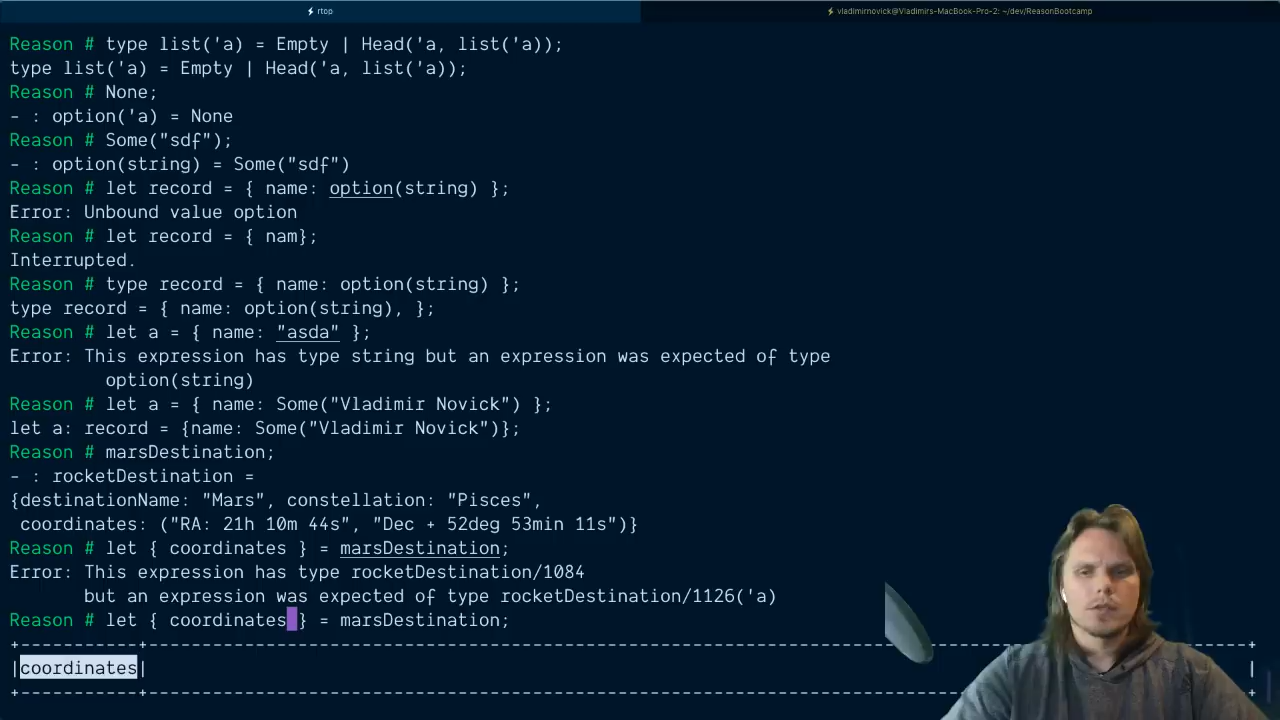 ⚡ rtop
⚡ vladimirnovick@Vladimirs-MacBook-Pro-2: ~/dev/ReasonBootcamp
Reason # type list('a) = Empty | Head('a, list('a));
type list('a) = Empty | Head('a, list('a));
Reason # None;
- : option('a) = None
Reason # Some("sdf");
- : option(string) = Some("sdf")
Reason # let record = { name: option(string) };
Error: Unbound value option
Reason # let record = { nam};
Interrupted.
Reason # type record = { name: option(string) };
type record = { name: option(string), };
Reason # let a = { name: "asda" };
Error: This expression has type string but an expression was expected of type
option(string)
Reason # let a = { name: Some("Vladimir Novick") };
let a: record = {name: Some("Vladimir Novick")};
Reason # marsDestination;
- : rocketDestination =
{destinationName: "Mars", constellation: "Pisces",
coordinates: ("RA: 21h 10m 44s", "Dec + 52deg 53min 11s")}
Reason # let { coordinates } = marsDestination;
Error: This expression has type rocketDestination/1084
but an expression was expected of type rocketDestination/1126('a)
Reason # let { coordinates } = marsDestination;
coordinates